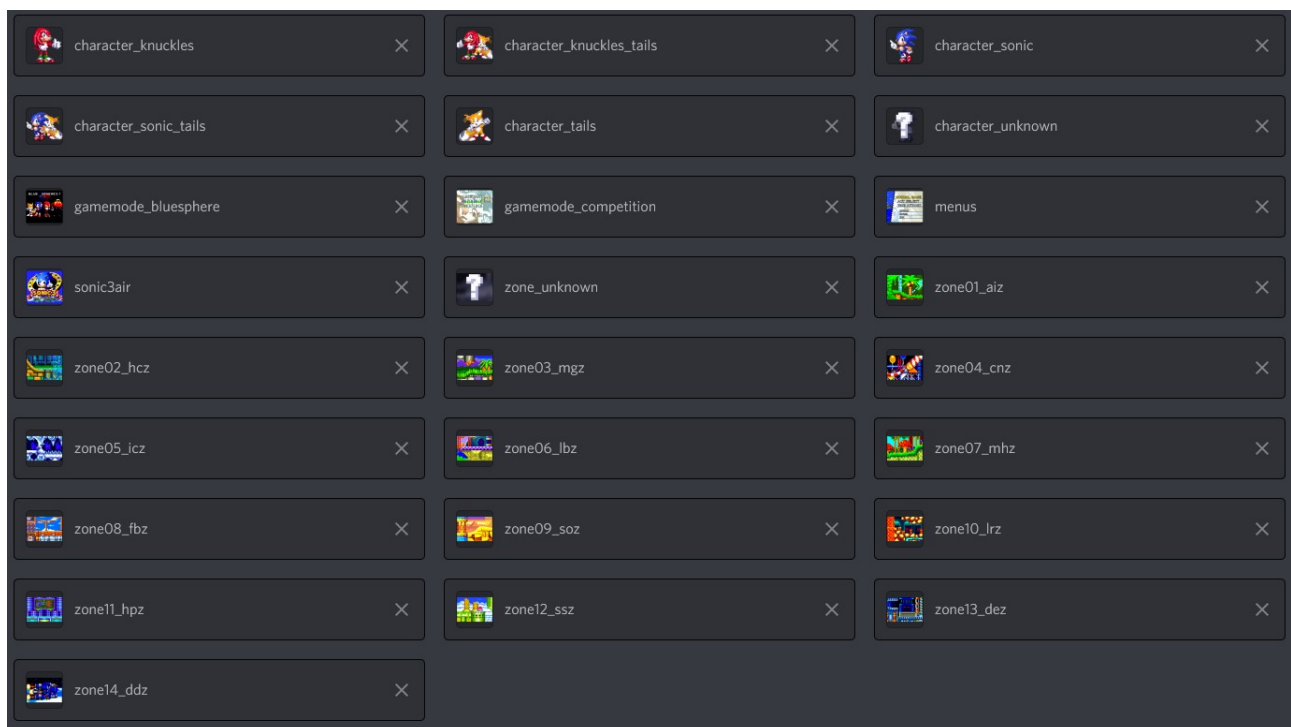 character_knuckles
character_knuckles_tails
character_sonic
character_sonic_tails
character_tails
character_unknown
gamemode_bluesphere
gamemode_competition
menus
sonic3air
zone_unknown
zone01_aiz
zone02_hcz
zone03_mgz
zone04_cnz
zone05_icz
zone06_lbz
zone07_mhz
zone08_fbz
zone09_soz
zone10_lrz
zone11_hpz
zone12_ssz
zone13_dez
zone14_ddz